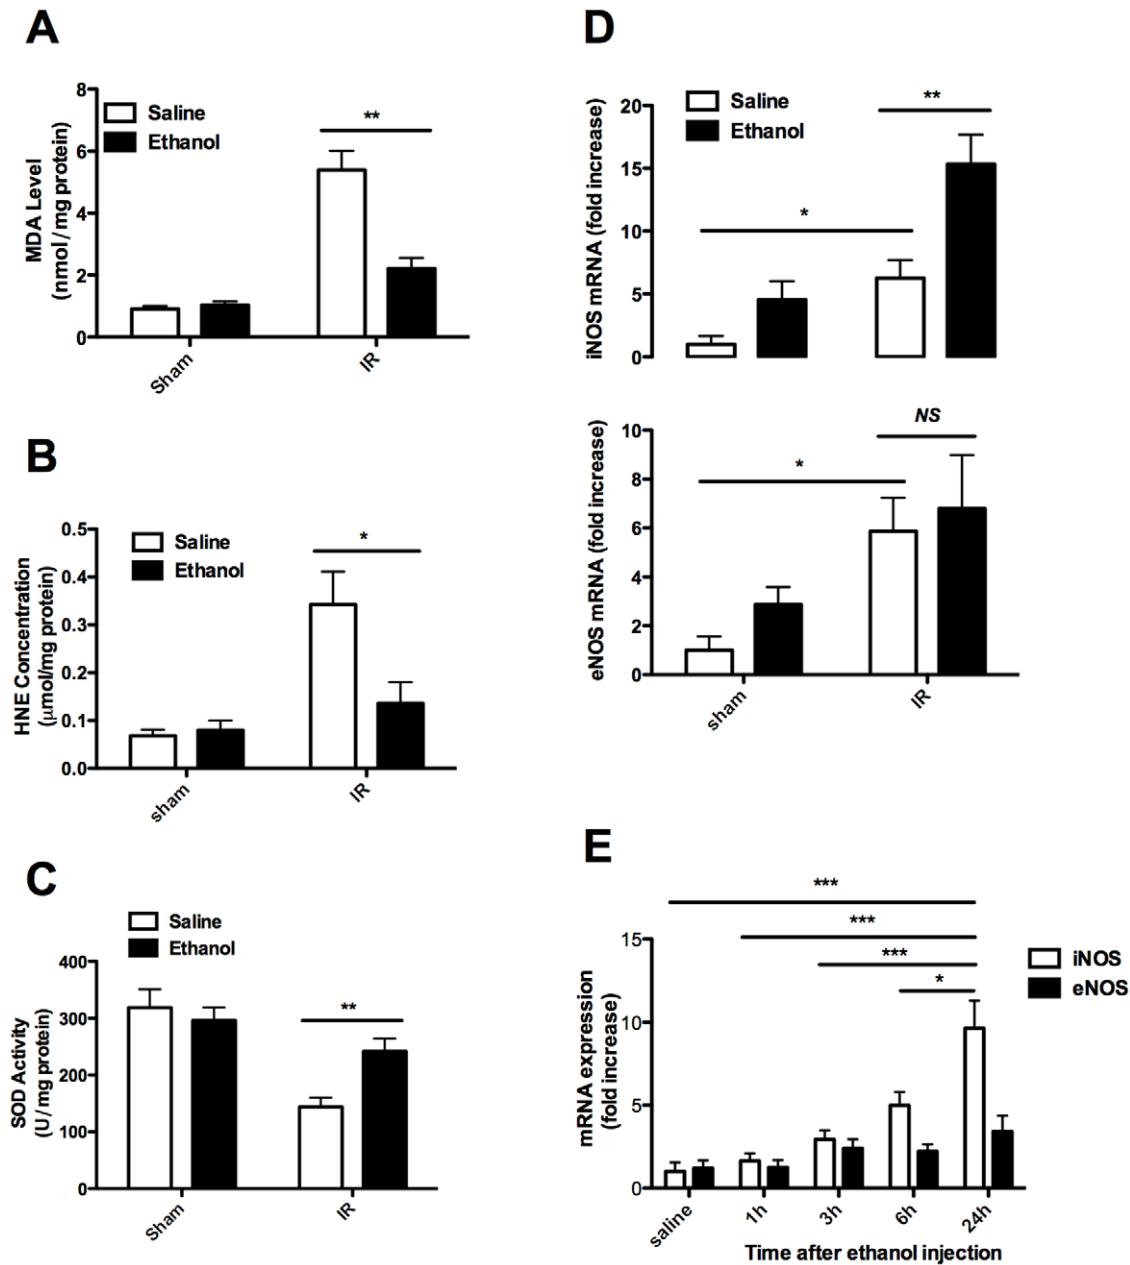 A
8
6
4
2
0
MDA Level
(nmol/mg protein)
Saline
Ethanol
**
Sham
IR
B
0.5
0.4
0.3
0.2
0.1
0.0
HNE Concentration
(μmol/mg protein)
Saline
Ethanol
*
sham
IR
C
400
300
200
100
0
SOD Activity
(U/mg protein)
Saline
Ethanol
**
Sham
IR
D
20
15
10
5
0
iNOS mRNA (fold increase)
Saline
Ethanol
**
*
10
8
6
4
2
0
eNOS mRNA (fold increase)
NS
*
sham
IR
E
15
10
5
0
mRNA expression
(fold increase)
***
***
***
*
iNOS
eNOS
saline
1h
3h
6h
24h
Time after ethanol injection